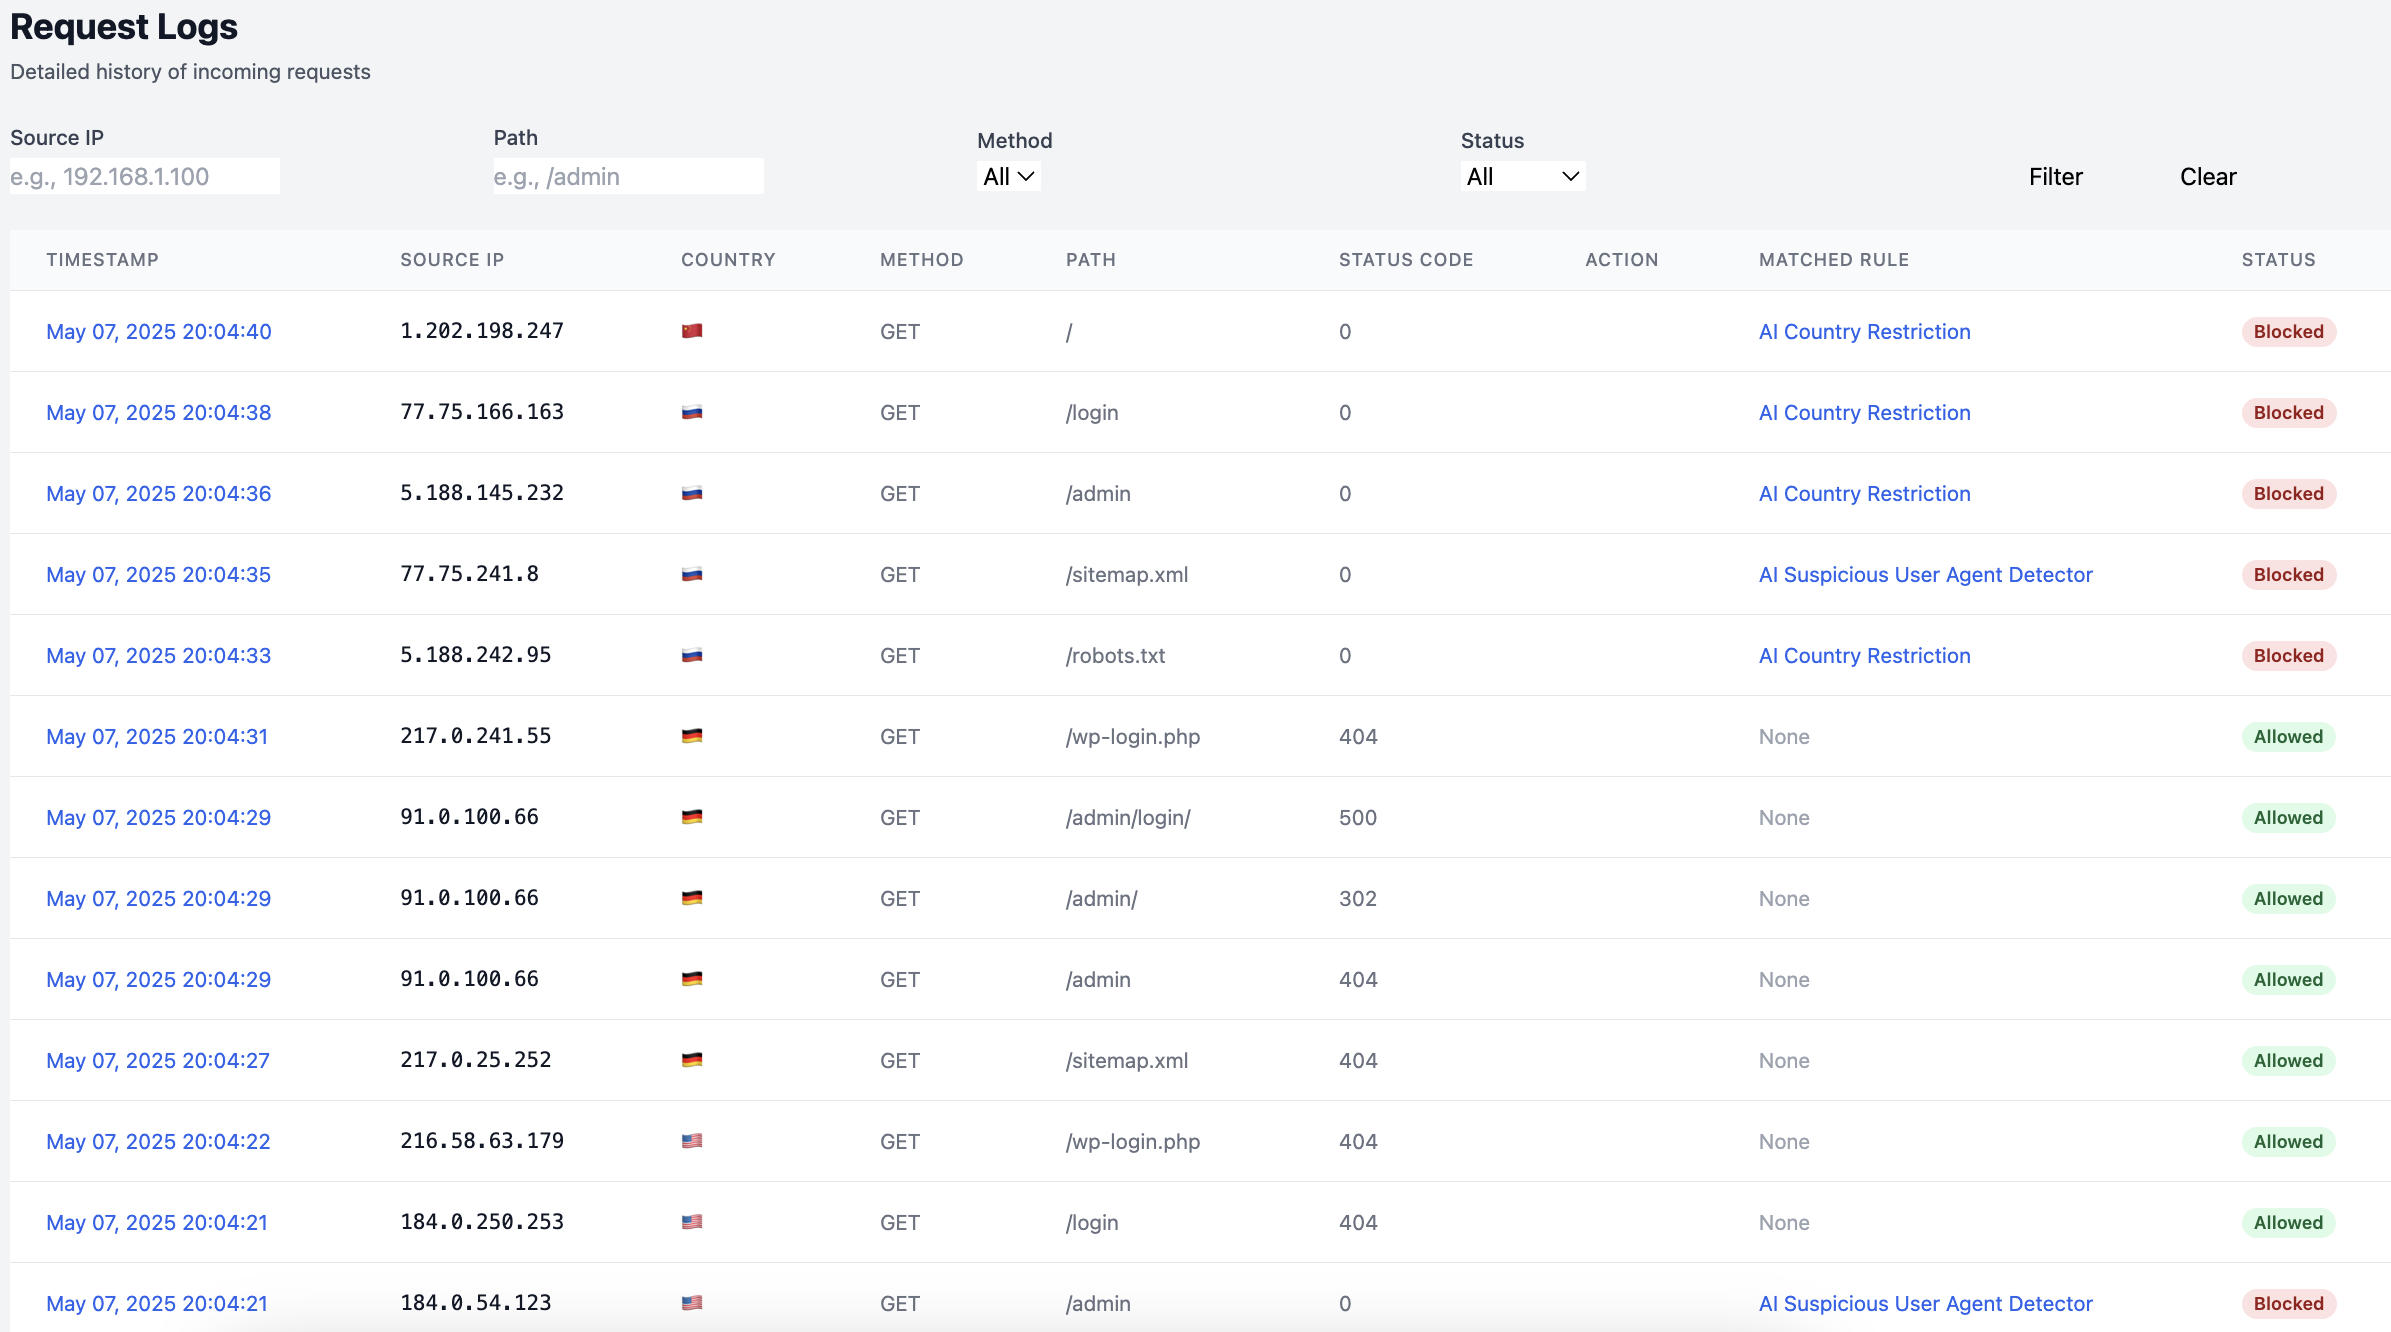 Request Logs
Detailed history of incoming requests
Source IP Path Method Status
e.g., 192.168.1.100 e.g., /admin All All Filter Clear
TIMESTAMP SOURCE IP COUNTRY METHOD PATH STATUS CODE ACTION MATCHED RULE STATUS
May 07, 2025 20:04:40 1.202.198.247 GET / 0 AI Country Restriction Blocked
May 07, 2025 20:04:38 77.75.166.163 GET /login 0 AI Country Restriction Blocked
May 07, 2025 20:04:36 5.188.145.232 GET /admin 0 AI Country Restriction Blocked
May 07, 2025 20:04:35 77.75.241.8 GET /sitemap.xml 0 AI Suspicious User Agent Detector Blocked
May 07, 2025 20:04:33 5.188.242.95 GET /robots.txt 0 AI Country Restriction Blocked
May 07, 2025 20:04:31 217.0.241.55 GET /wp-login.php 404 None Allowed
May 07, 2025 20:04:29 91.0.100.66 GET /admin/login/ 500 None Allowed
May 07, 2025 20:04:29 91.0.100.66 GET /admin/ 302 None Allowed
May 07, 2025 20:04:29 91.0.100.66 GET /admin 404 None Allowed
May 07, 2025 20:04:27 217.0.25.252 GET /sitemap.xml 404 None Allowed
May 07, 2025 20:04:22 216.58.63.179 GET /wp-login.php 404 None Allowed
May 07, 2025 20:04:21 184.0.250.253 GET /login 404 None Allowed
May 07, 2025 20:04:21 184.0.54.123 GET /admin 0 AI Suspicious User Agent Detector Blocked